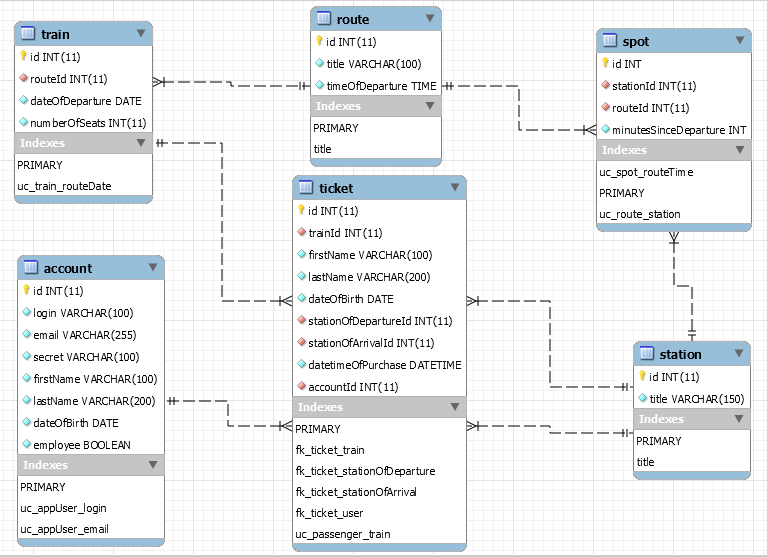 train
id INT(11)
routeId INT(11)
dateOfDeparture DATE
numberOfSeats INT(11)
Indexes
PRIMARY
uc_train_routeDate
route
id INT(11)
title VARCHAR(100)
timeOfDeparture TIME
Indexes
PRIMARY
title
spot
id INT
stationId INT(11)
routeId INT(11)
minutesSinceDeparture INT
Indexes
uc_spot_routeTime
PRIMARY
uc_route_station
account
id INT(11)
login VARCHAR(100)
email VARCHAR(255)
secret VARCHAR(100)
firstName VARCHAR(100)
lastName VARCHAR(200)
dateOfBirth DATE
employee BOOLEAN
Indexes
PRIMARY
uc_appUser_login
uc_appUser_email
ticket
id INT(11)
trainId INT(11)
firstName VARCHAR(100)
lastName VARCHAR(200)
dateOfBirth DATE
stationOfDepartureId INT(11)
stationOfArrivalId INT(11)
datetimeOfPurchase DATETIME
accountId INT(11)
Indexes
PRIMARY
fk_ticket_train
fk_ticket_stationOfDeparture
fk_ticket_stationOfArrival
fk_ticket_user
uc_passenger_train
station
id INT(11)
title VARCHAR(150)
Indexes
PRIMARY
title